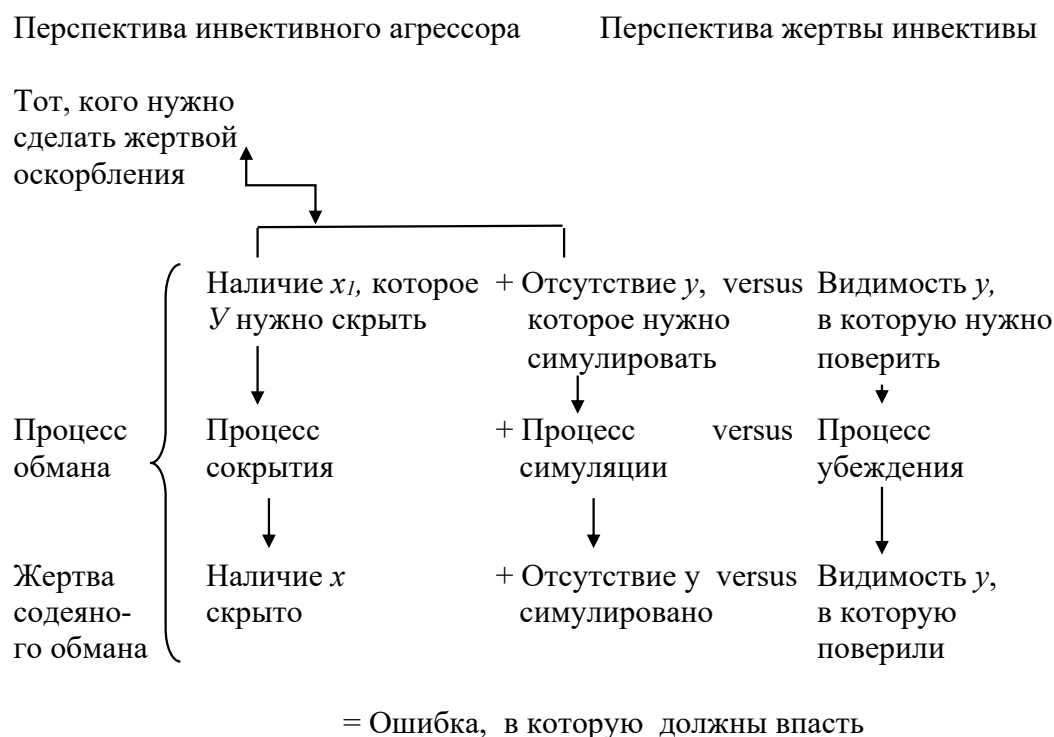 Перспектива инвективного агрессора Перспектива жертвы инвективы
Тот, кого нужно
сделать жертвой
оскорбления
Наличие x1, которое + Отсутствие y, versus Видимость y,
У нужно скрыть которое нужно в которую нужно
симулировать поверить
Процесс Процесс + Процесс versus Процесс
обмана сокрытия симуляции убеждения
Жертва Наличие x + Отсутствие у versus Видимость y,
содеяно- скрыто симулировано в которую
го обмана поверили
= Ошибка, в которую должны впасть